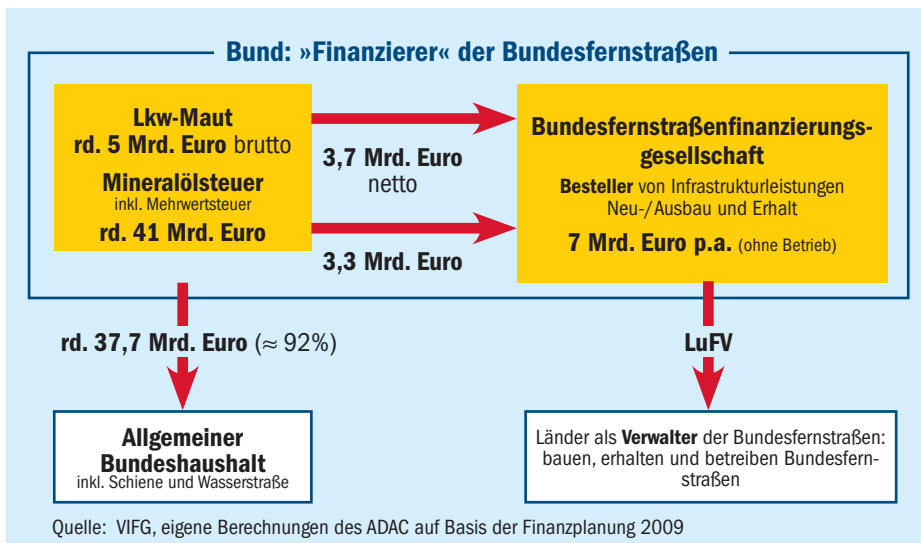 Bund: »Finanzierer« der Bundesfernstraßen
Lkw-Maut
rd. 5 Mrd. Euro brutto
Mineralölsteuer
inkl. Mehrwertsteuer
rd. 41 Mrd. Euro
3,7 Mrd. Euro
netto
3,3 Mrd. Euro
Bundesfernstraßenfinanzierungs-
gesellschaft
Besteller von Infrastrukturleistungen
Neu-/Ausbau und Erhalt
7 Mrd. Euro p.a. (ohne Betrieb)
rd. 37,7 Mrd. Euro (≈ 92%)
LuFV
Allgemeiner
Bundeshaushalt
inkl. Schiene und Wasserstraße
Länder als Verwalter der Bundesfernstraßen:
bauen, erhalten und betreiben Bundesfern-
straßen
Quelle: VIFG, eigene Berechnungen des ADAC auf Basis der Finanzplanung 2009